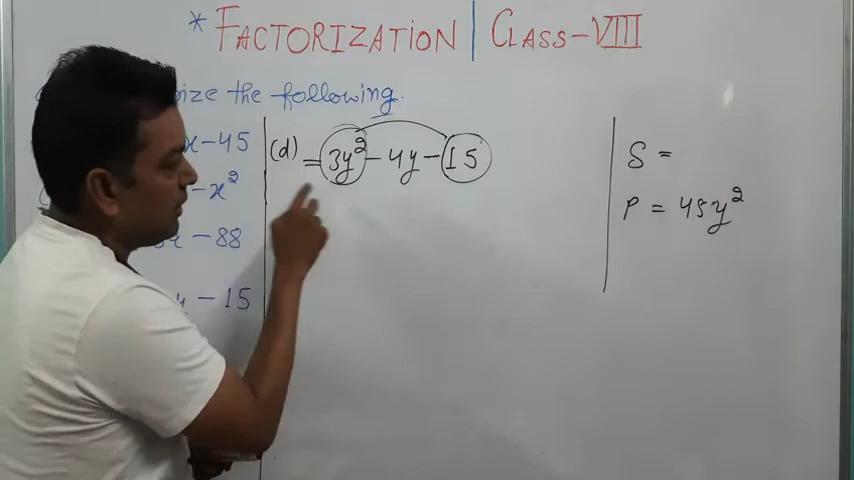 * FACTORIZATION | CLASS-VIII
ize the following.
x-45
-x²
- 88
- 15
(d) = 3y² - 4y - 15
S =
P = 45y²